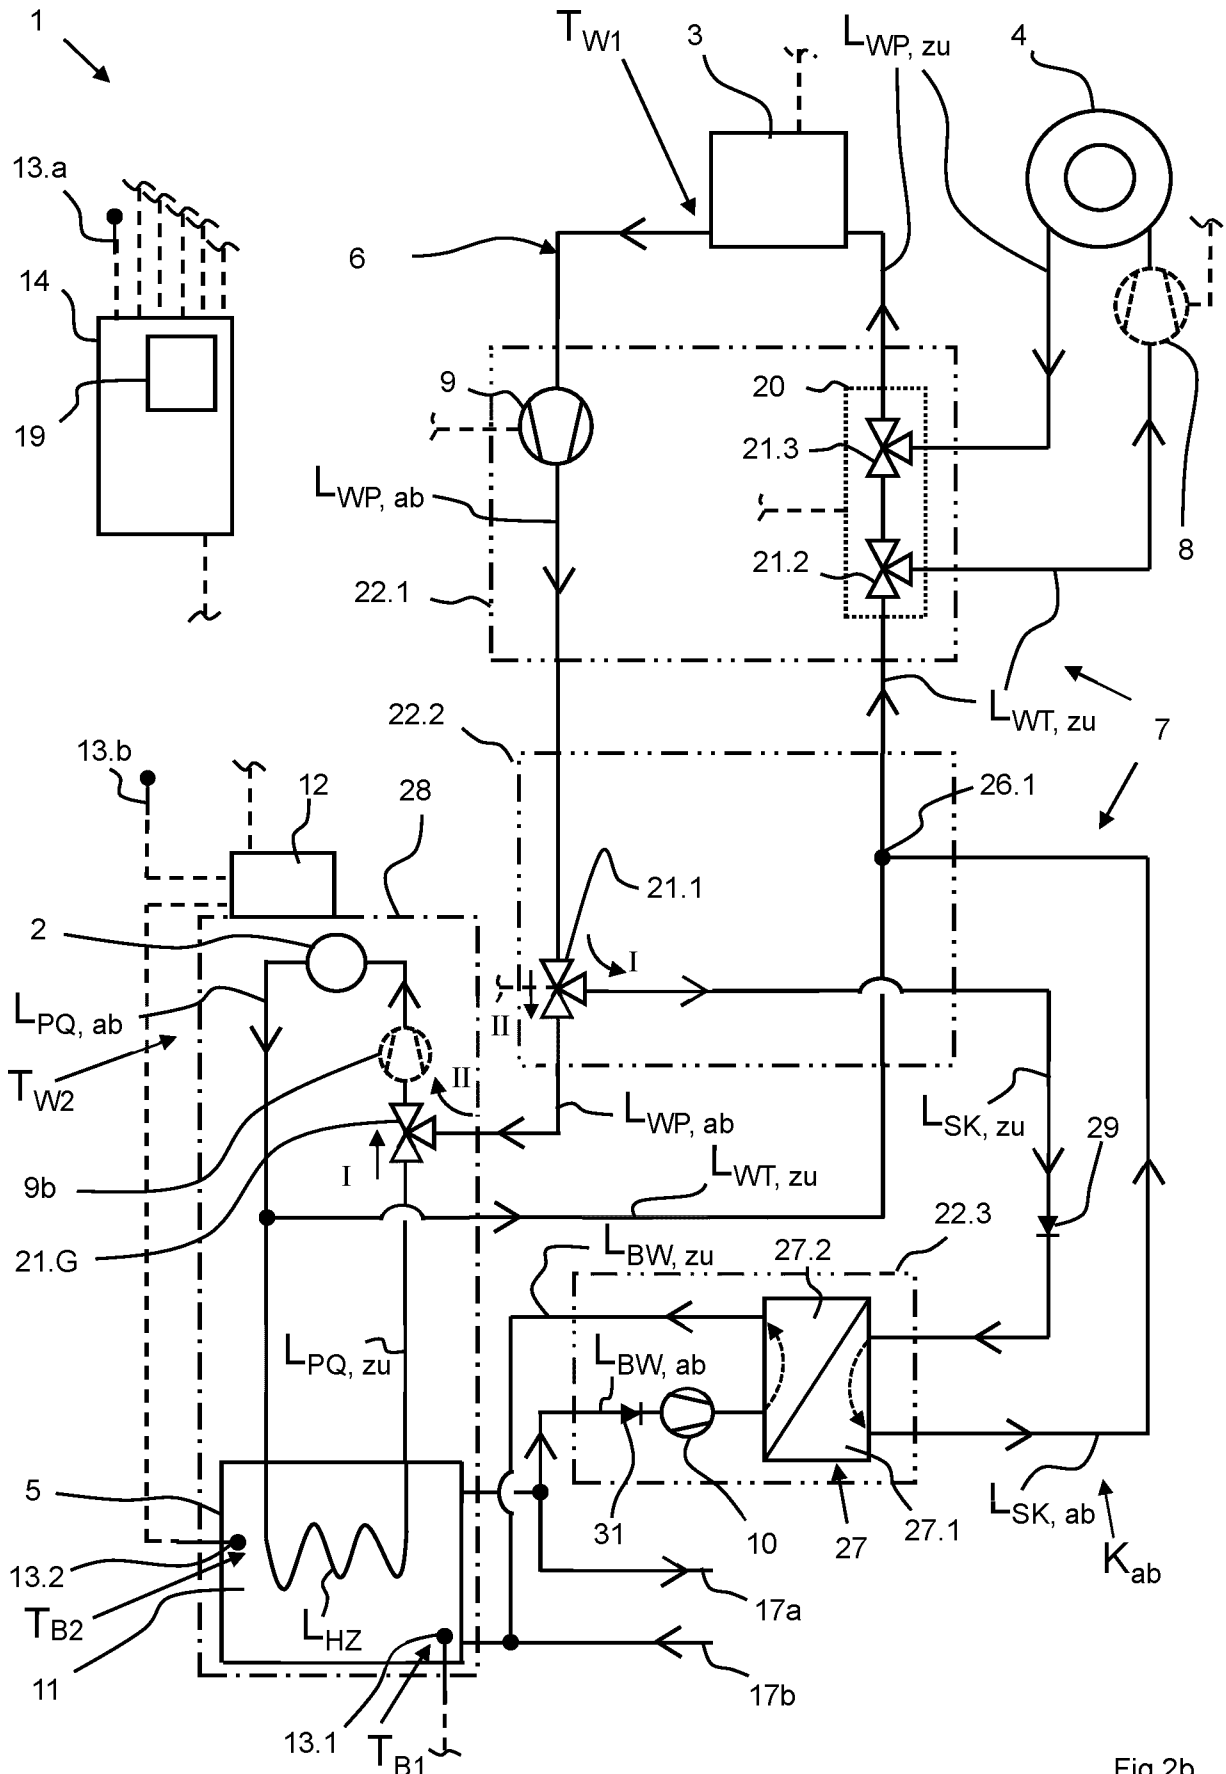 1
T W1
3
L WP, zu
4
13.a
6
14
20
9
19
21.3
L WP, ab
8
21.2
22.1
L WT, zu
7
22.2
13.b
12
28
26.1
21.1
2
I
L PQ, ab
II
T W2
II
L WP, ab
L SK, zu
29
I
L WT, zu
9b
22.3
21.G
L BW, zu
27.2
L PQ, zu
L BW, ab
5
L SK, ab
31
10
27
27.1
13.2
K ab
T B2
L HZ
17a
11
17b
13.1
T B1
Fig.2b